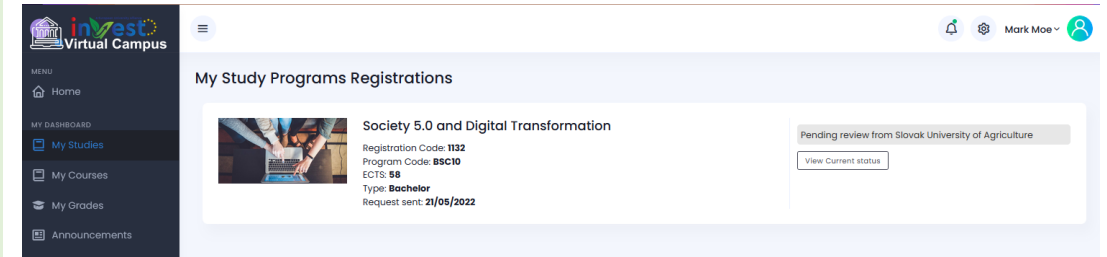 invest
Virtual Campus
Mark Moe
MENU
Home
MY DASHBOARD
My Studies
My Courses
My Grades
Announcements
My Study Programs Registrations
Society 5.0 and Digital Transformation
Registration Code: 1132
Program Code: BSC10
ECTS: 58
Type: Bachelor
Request sent: 21/05/2022
Pending review from Slovak University of Agriculture
View Current status